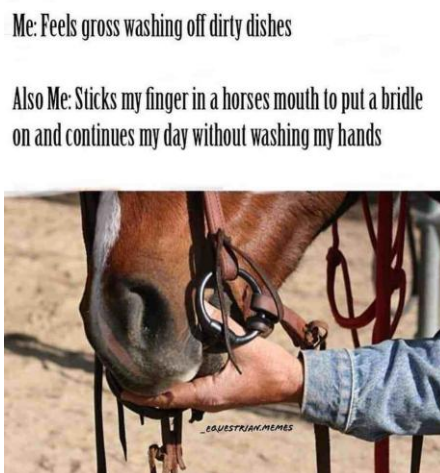 Me: Feels gross washing off dirty dishes
Also Me: Sticks my finger in a horses mouth to put a bridle
on and continues my day without washing my hands
_EQUESTRIAN.MEMES